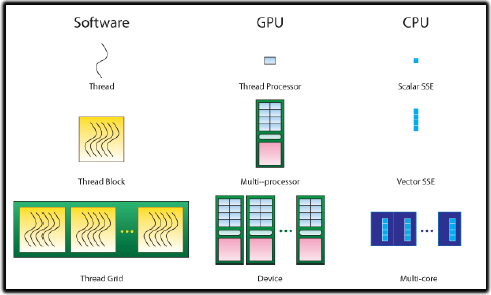 Software GPU CPU
Thread Thread Processor Scalar SSE
Thread Block Multi--processor Vector SSE
Thread Grid Device Multi-core